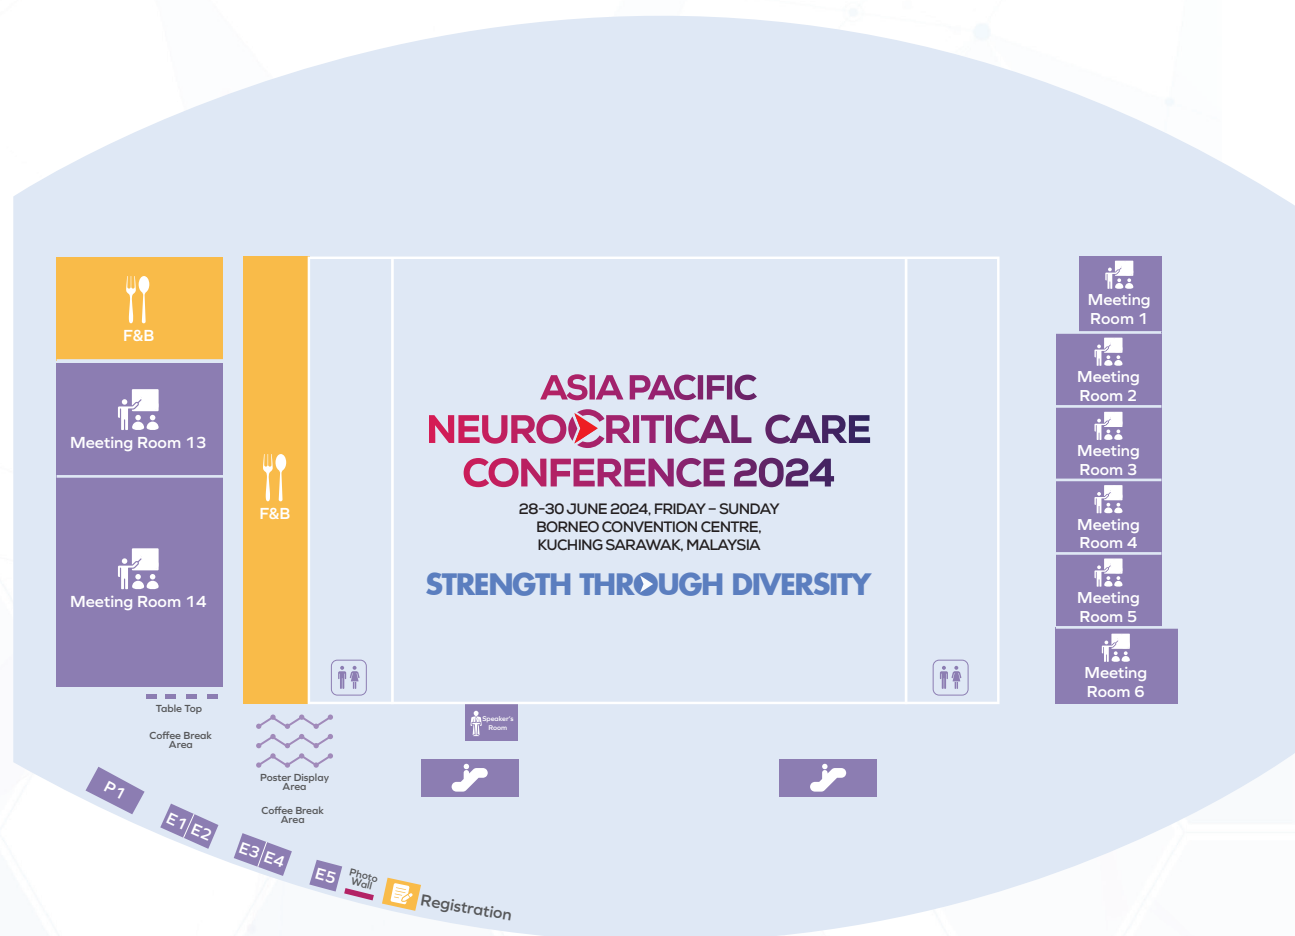 F&B
Meeting Room 13
Meeting Room 14
F&B
ASIA PACIFIC
NEUROCRITICAL CARE
CONFERENCE 2024
28-30 JUNE 2024, FRIDAY – SUNDAY
BORNEO CONVENTION CENTRE,
KUCHING SARAWAK, MALAYSIA
STRENGTH THROUGH DIVERSITY
Meeting
Room 1
Meeting
Room 2
Meeting
Room 3
Meeting
Room 4
Meeting
Room 5
Meeting
Room 6
Table Top
Coffee Break
Area
Speaker's
Room
Poster Display
Area
Coffee Break
Area
P1
E1
E2
E3
E4
E5
Photo
Wall
Registration